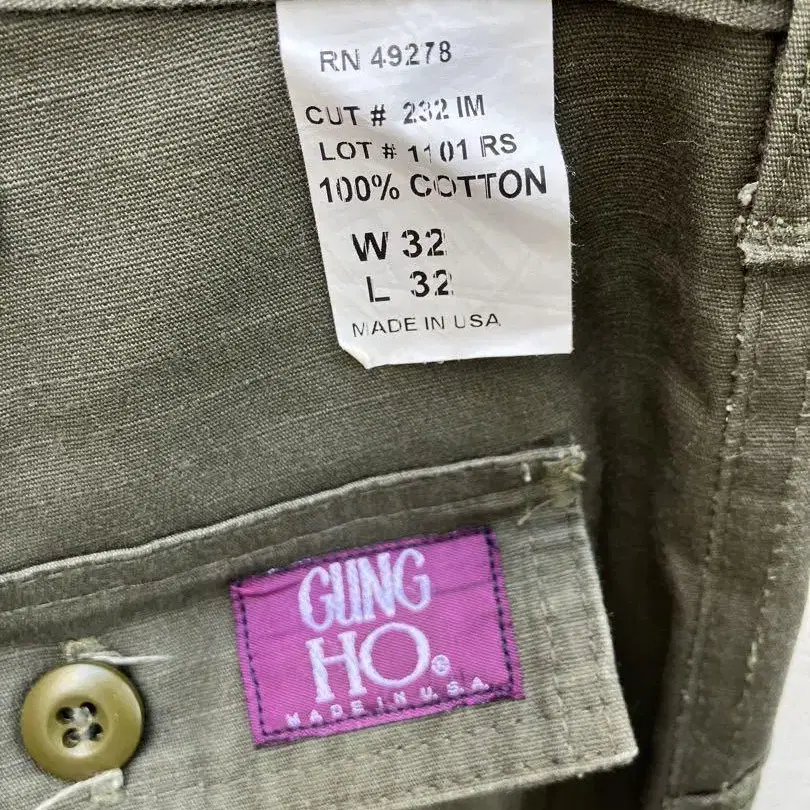 RN 49278
CUT # 232 IM
LOT # 1101 RS
100% COTTON
W 32
L 32
MADE IN USA
GUNG
HO®
MADE IN U.S.A.